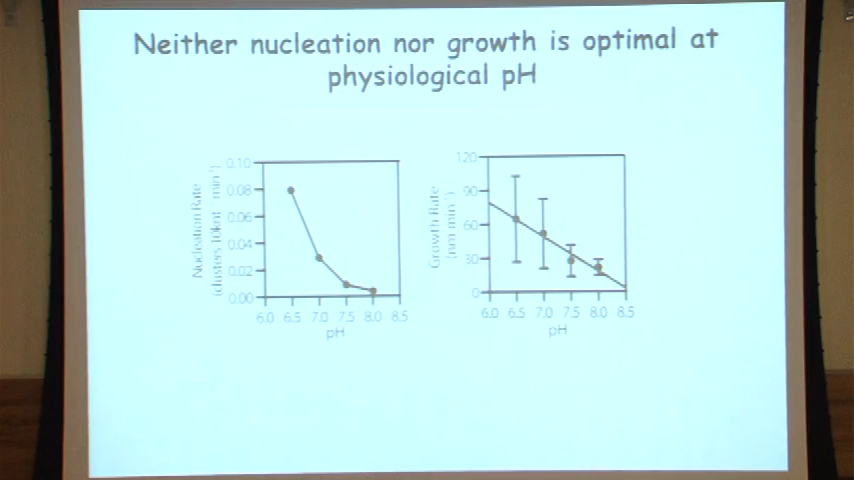 Neither nucleation nor growth is optimal at
physiological pH
Nucleation Rate
(clusters 10knt⁻¹ min⁻¹)
0.10
0.08
0.06
0.04
0.02
0.00
6.0 6.5 7.0 7.5 8.0 8.5
pH
Growth Rate
(nm min⁻¹)
120
90
60
30
0
6.0 6.5 7.0 7.5 8.0 8.5
pH